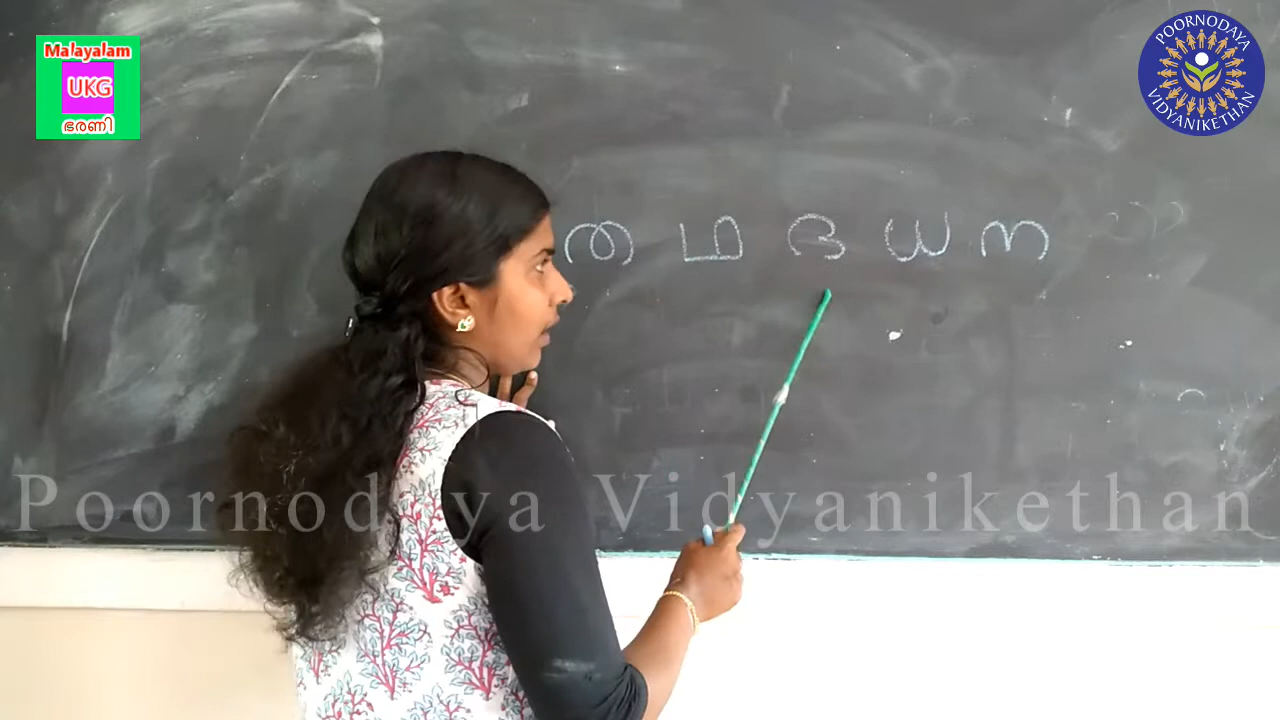 Malayalam
UKG
ഭരണി
POORNODAYA
VIDYANIKETHAN
ത ഥ ദ ധ ന
Poornodaya Vidyanikethan